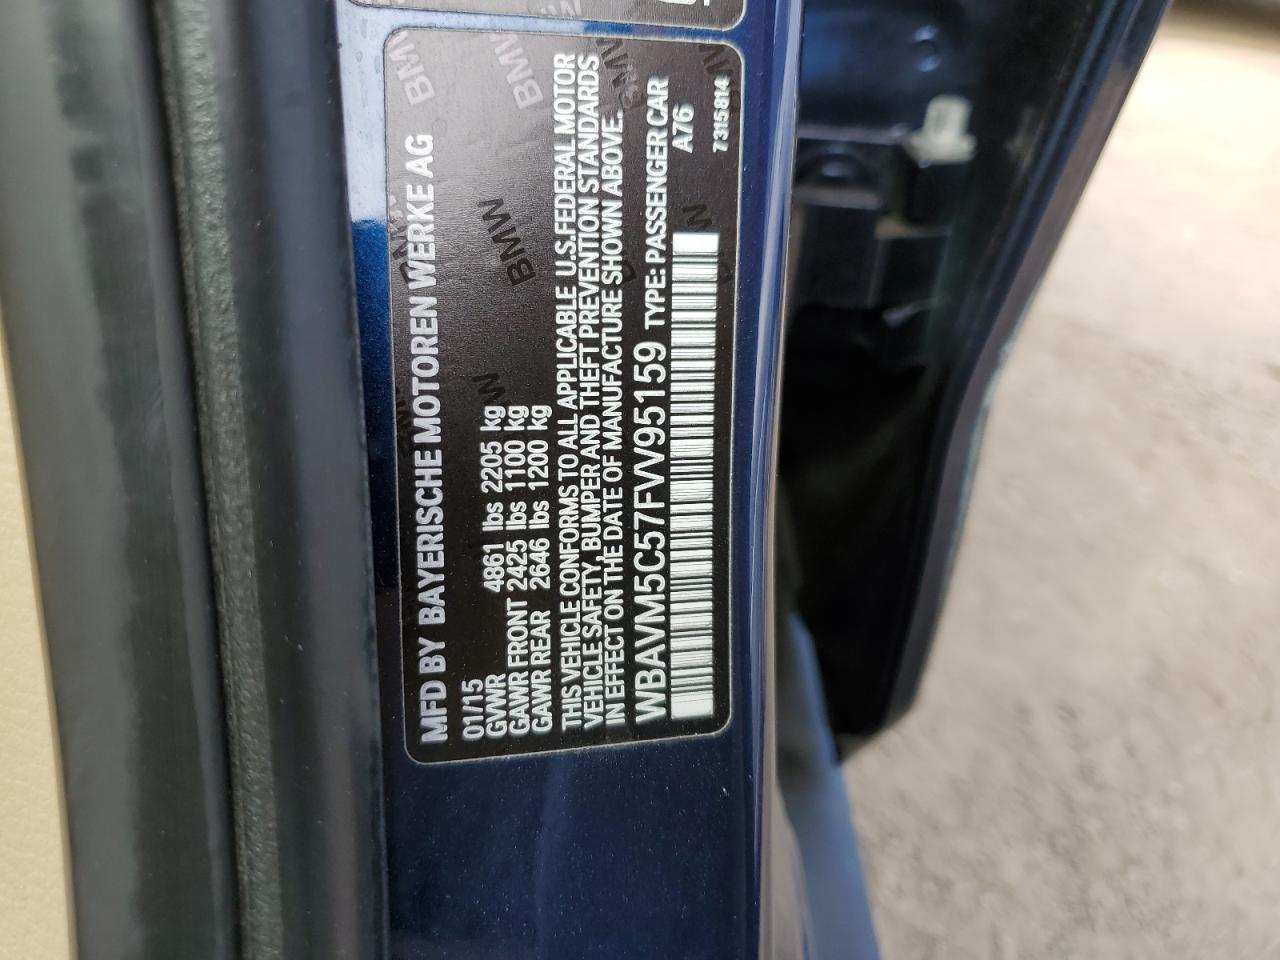 MFD BY BAYERISCHE MOTOREN WERKE AG
01/15
GVWR 4861 lbs 2205 kg
GAWR FRONT 2425 lbs 1100 kg
GAWR REAR 2646 lbs 1200 kg
THIS VEHICLE CONFORMS TO ALL APPLICABLE U.S.FEDERAL MOTOR
VEHICLE SAFETY, BUMPER AND THEFT PREVENTION STANDARDS
IN EFFECT ON THE DATE OF MANUFACTURE SHOWN ABOVE.
WBAVM5C57FVV95159 TYPE: PASSENGER CAR
A76
7315814
BMW
BMW
BMW
BMW